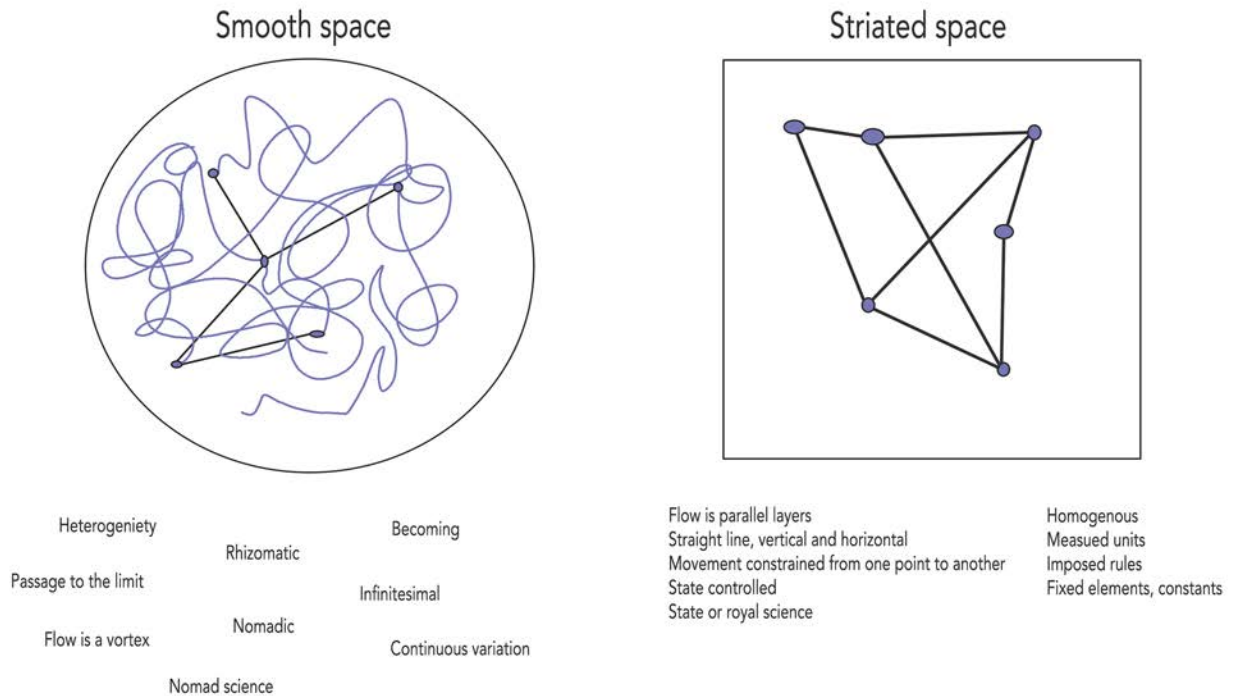 Smooth space
Striated space
Heterogeniety
Becoming
Rhizomatic
Passage to the limit
Infinitesimal
Nomadic
Flow is a vortex
Continuous variation
Nomad science
Flow is parallel layers
Straight line, vertical and horizontal
Movement constrained from one point to another
State controlled
State or royal science
Homogenous
Measued units
Imposed rules
Fixed elements, constants